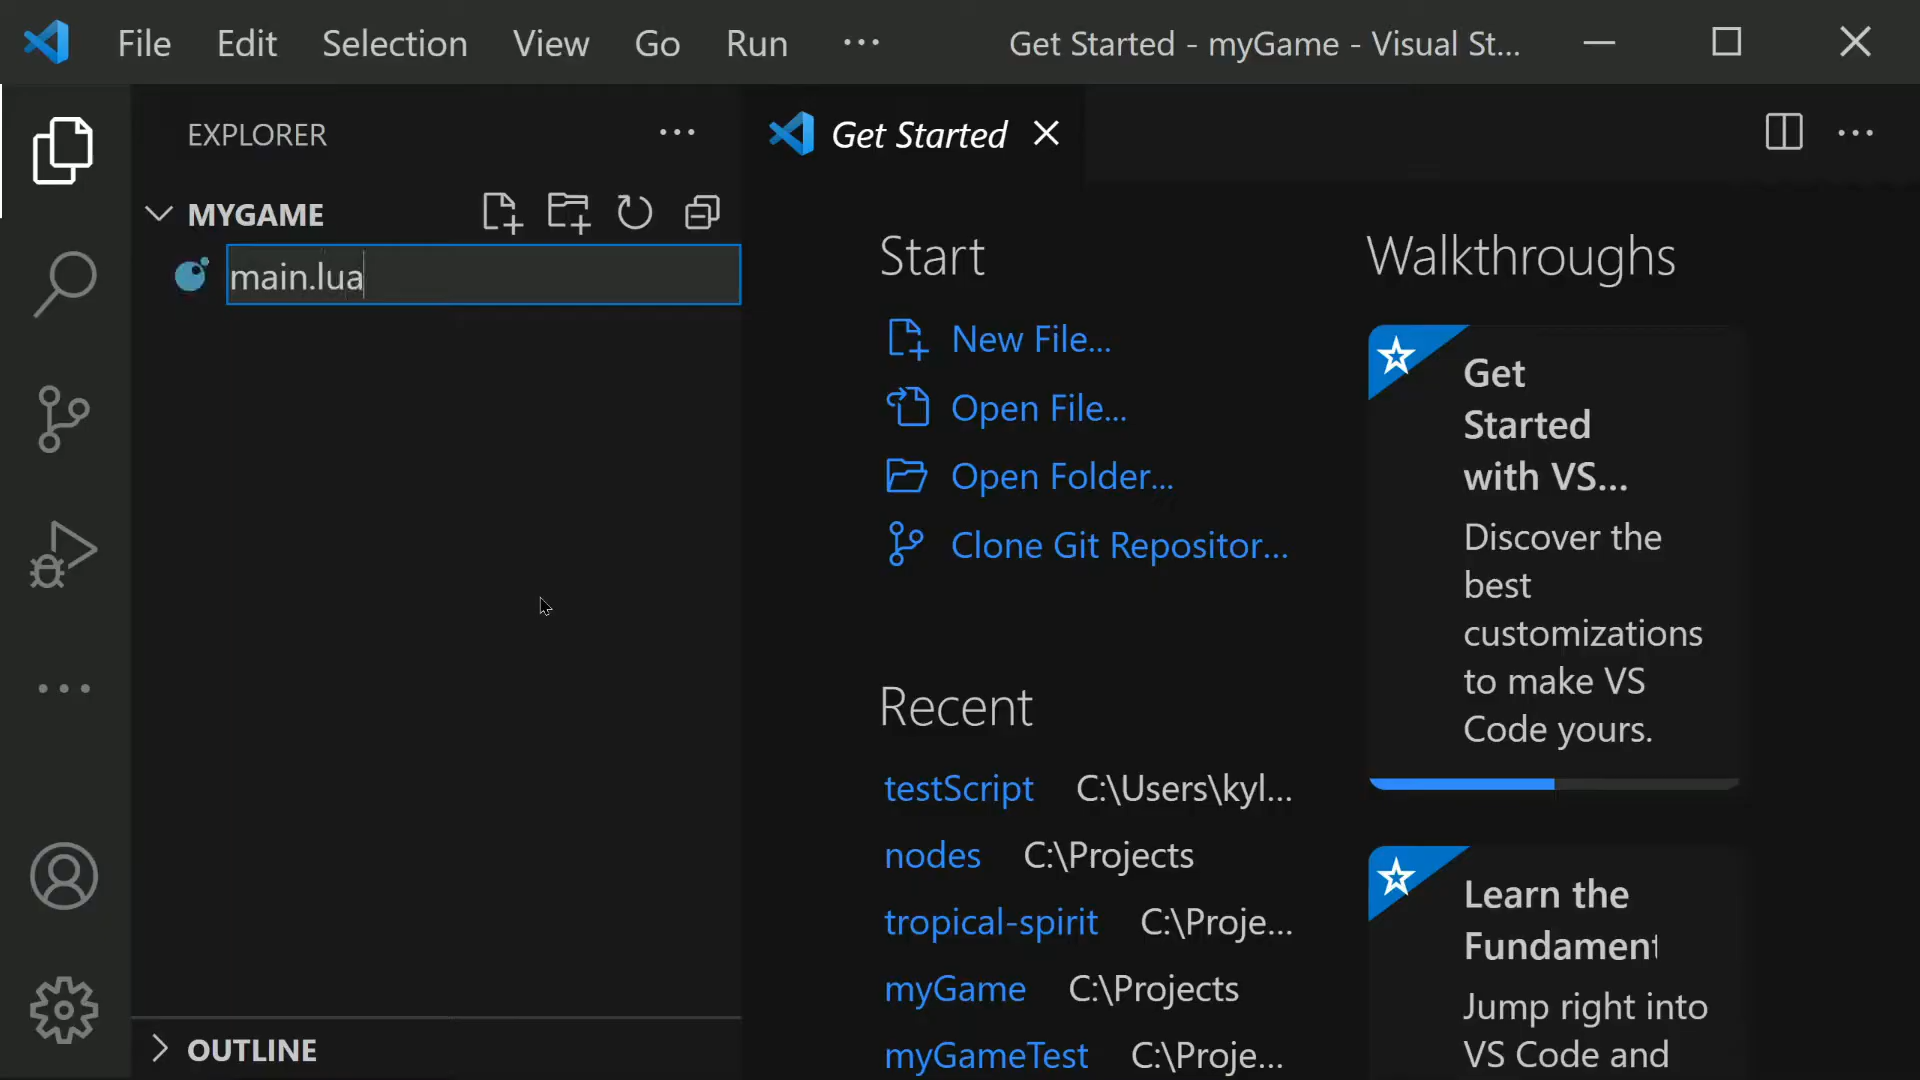 File Edit Selection View Go Run ··· Get Started - myGame - Visual St...
EXPLORER
Get Started
MYGAME
main.lua
OUTLINE
Start
New File...
Open File...
Open Folder...
Clone Git Repositor...
Recent
testScript C:\Users\kyl...
nodes C:\Projects
tropical-spirit C:\Proje...
myGame C:\Projects
myGameTest C:\Proje...
Walkthroughs
Get
Started
with VS...
Discover the
best
customizations
to make VS
Code yours.
Learn the
Fundament
Jump right into
VS Code and